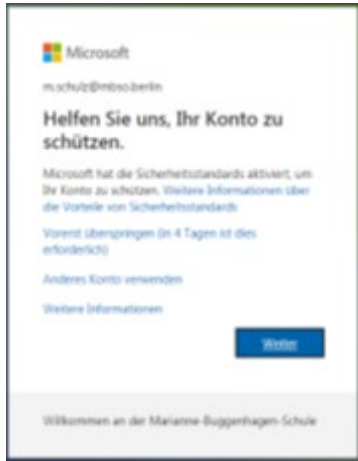 Microsoft
m.schulz@mbso.berlin
Helfen Sie uns, Ihr Konto zu
schützen.
Microsoft hat die Sicherheitsstandards aktiviert, um
Ihr Konto zu schützen. Weitere Informationen über
die Vorteile von Sicherheitsstandards
Vorerst überspringen (in 4 Tagen ist dies
erforderlich)
Anderes Konto verwenden
Weitere Informationen
Weiter
Willkommen an der Marianne-Buggenhagen-Schule